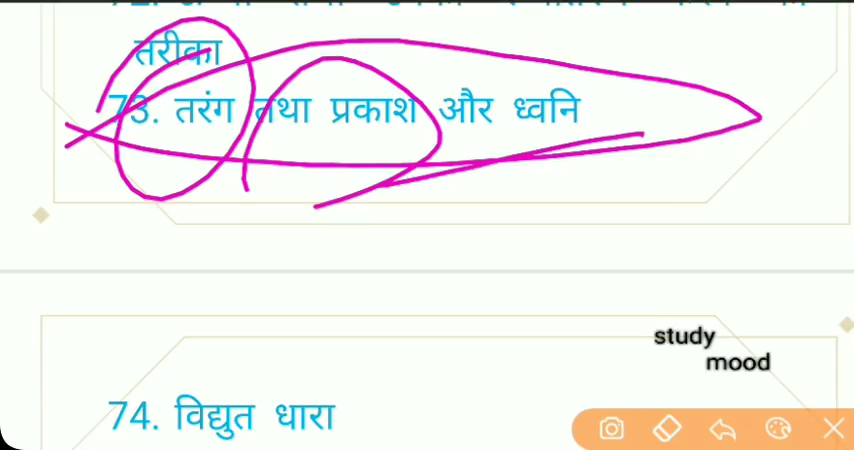 तरीका
73. तरंग तथा प्रकाश और ध्वनि
study
mood
74. विद्युत धारा